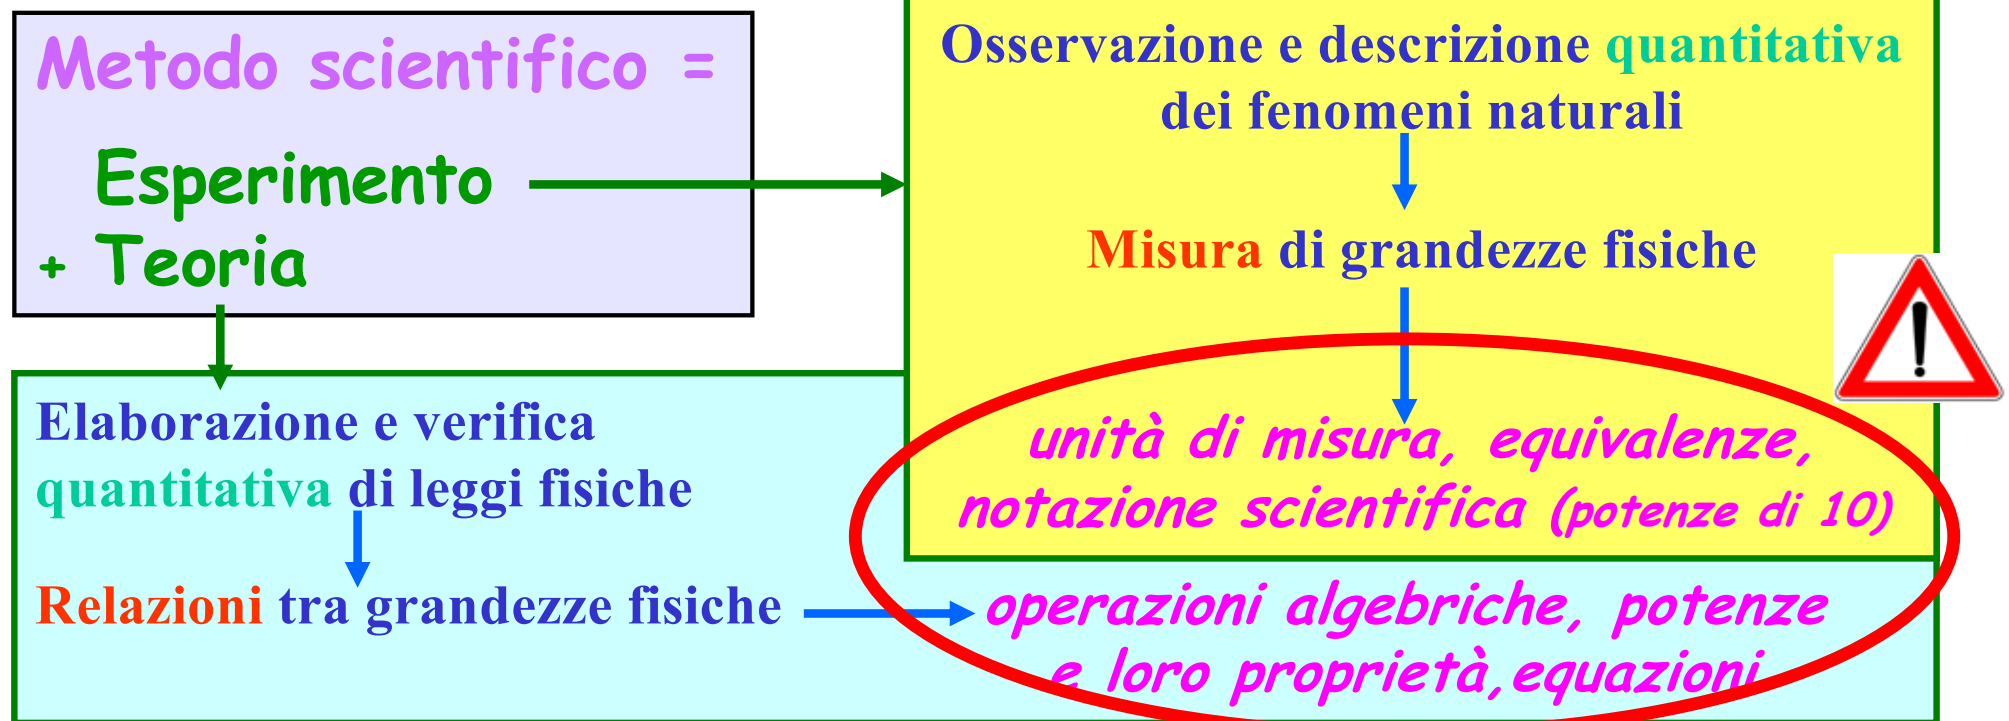 Metodo scientifico =
Esperimento
+ Teoria
Osservazione e descrizione quantitativa
dei fenomeni naturali
Misura di grandezze fisiche
unità di misura, equivalenze,
notazione scientifica (potenze di 10)
Elaborazione e verifica
quantitativa di leggi fisiche
Relazioni tra grandezze fisiche
operazioni algebriche, potenze
e loro proprietà,equazioni